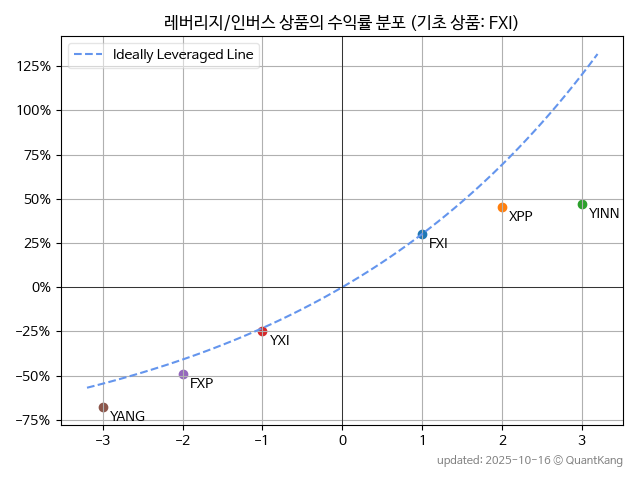 레버리지/인버스 상품의 수익률 분포 (기초 상품: FXI)
Ideally Leveraged Line
125%
100%
75%
50%
25%
0%
−25%
−50%
−75%
XPP
YINN
FXI
YXI
FXP
YANG
−3 −2 −1 0 1 2 3
updated: 2025-10-16 © QuantKang